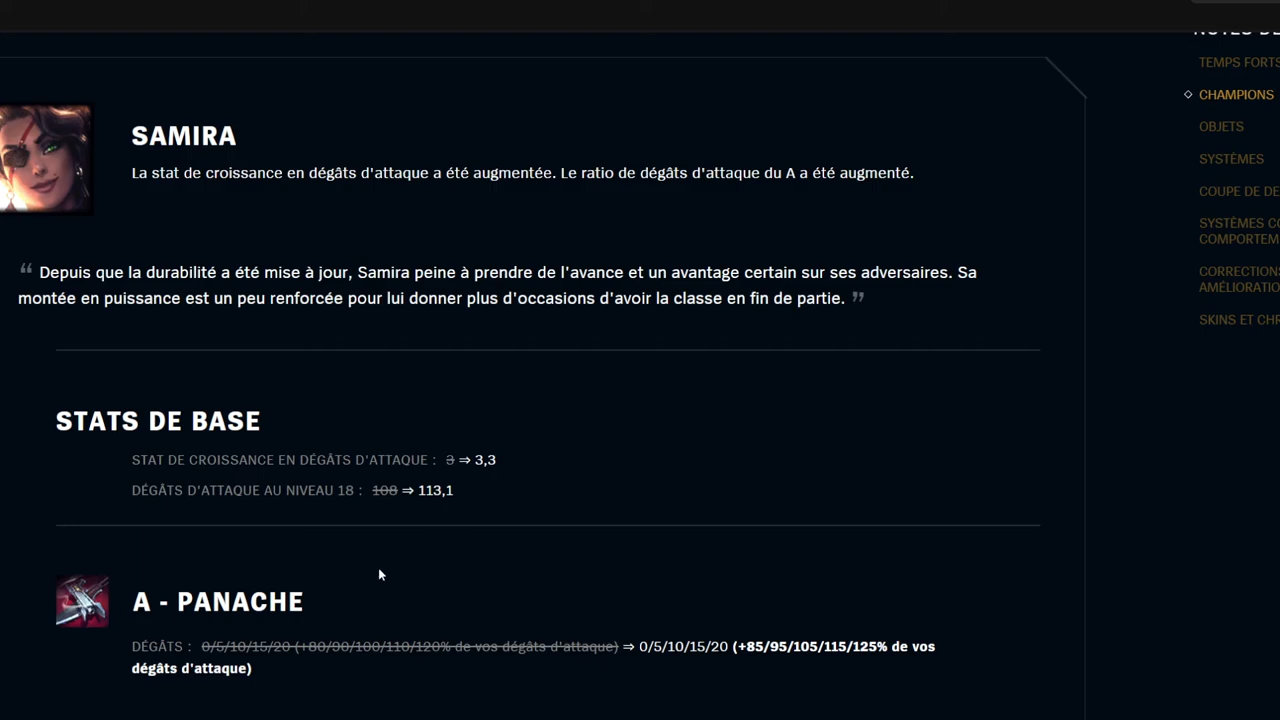 TEMPS FORTS
CHAMPIONS
OBJETS
SYSTÈMES
COUPE DE DE
SYSTÈMES CO
COMPORTEM
CORRECTION
AMÉLIORATIO
SKINS ET CHR
SAMIRA
La stat de croissance en dégâts d'attaque a été augmentée. Le ratio de dégâts d'attaque du A a été augmenté.
“ Depuis que la durabilité a été mise à jour, Samira peine à prendre de l'avance et un avantage certain sur ses adversaires. Sa
montée en puissance est un peu renforcée pour lui donner plus d'occasions d'avoir la classe en fin de partie. ”
STATS DE BASE
STAT DE CROISSANCE EN DÉGÂTS D'ATTAQUE : 3 ⇒ 3,3
DÉGÂTS D'ATTAQUE AU NIVEAU 18 : 108 ⇒ 113,1
A - PANACHE
DÉGÂTS : 0/5/10/15/20 (+80/90/100/110/120% de vos dégâts d'attaque) ⇒ 0/5/10/15/20 (+85/95/105/115/125% de vos
dégâts d'attaque)